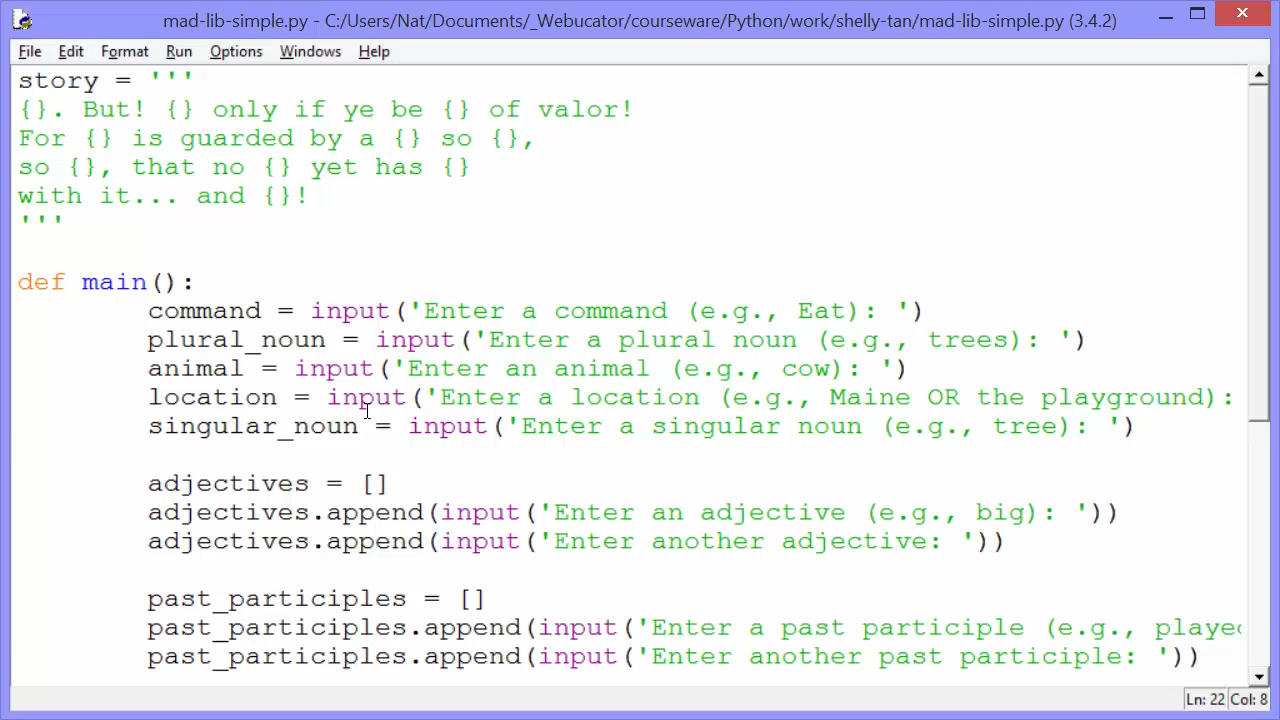 mad-lib-simple.py - C:/Users/Nat/Documents/_Webucator/courseware/Python/work/shelly-tan/mad-lib-simple.py (3.4.2)
File Edit Format Run Options Windows Help
story = '''
{}. But! {} only if ye be {} of valor!
For {} is guarded by a {} so {},
so {}, that no {} yet has {}
with it... and {}!
'''
def main():
command = input('Enter a command (e.g., Eat): ')
plural_noun = input('Enter a plural noun (e.g., trees): ')
animal = input('Enter an animal (e.g., cow): ')
location = input('Enter a location (e.g., Maine OR the playground):
singular_noun = input('Enter a singular noun (e.g., tree): ')
adjectives = []
adjectives.append(input('Enter an adjective (e.g., big): '))
adjectives.append(input('Enter another adjective: '))
past_participles = []
past_participles.append(input('Enter a past participle (e.g., playe
past_participles.append(input('Enter another past participle: '))
Ln: 22 Col: 8